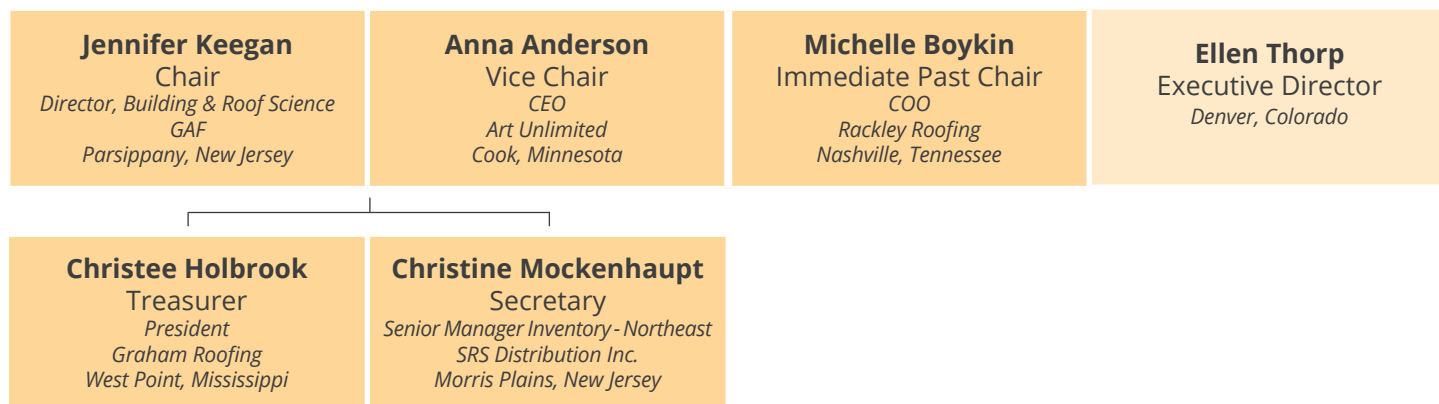 Jennifer Keegan
Chair
Director, Building & Roof Science
GAF
Parsippany, New Jersey
Anna Anderson
Vice Chair
CEO
Art Unlimited
Cook, Minnesota
Michelle Boykin
Immediate Past Chair
COO
Rackley Roofing
Nashville, Tennessee
Ellen Thorp
Executive Director
Denver, Colorado
Christee Holbrook
Treasurer
President
Graham Roofing
West Point, Mississippi
Christine Mockenhaupt
Secretary
Senior Manager Inventory - Northeast
SRS Distribution Inc.
Morris Plains, New Jersey